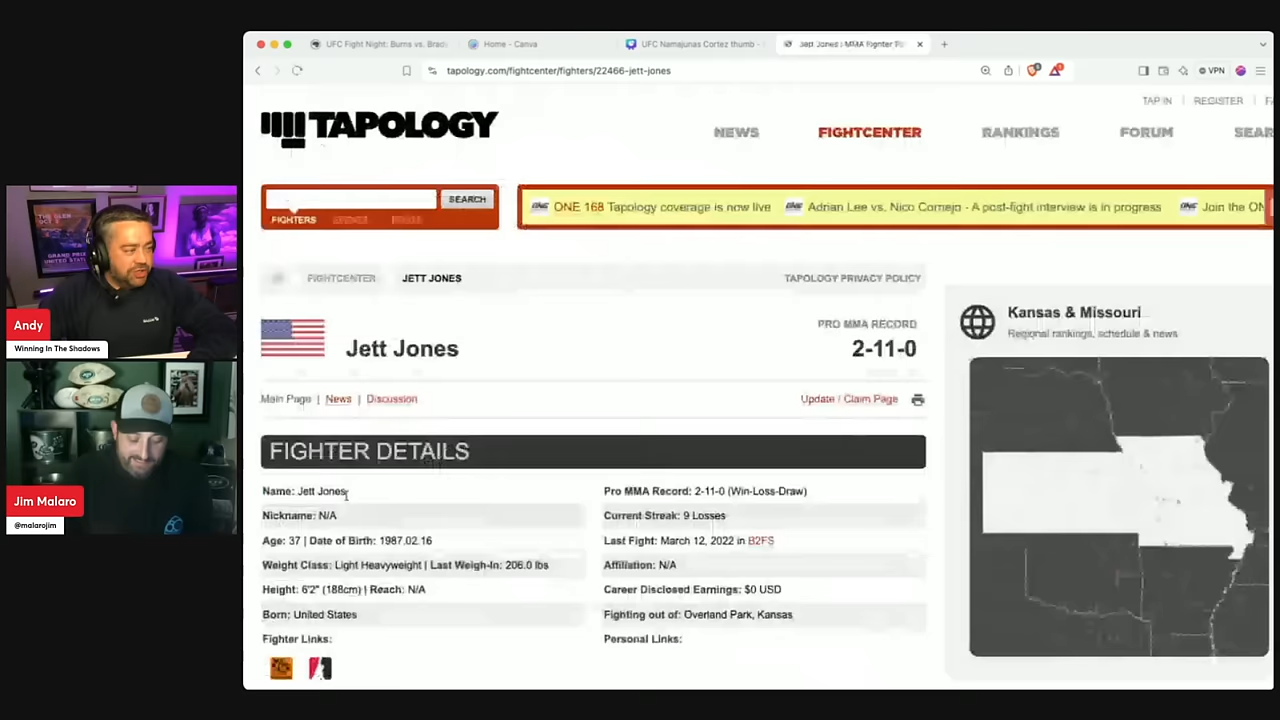 UFC Fight Night: Burns vs. Brady
Home - Canva
UFC Namajunas Cortez thumb -
Jett Jones | MMA Fighter
tapology.com/fightcenter/fighters/22466-jett-jones
VPN
TAPOLOGY
TAP IN | REGISTER | FA
NEWS FIGHTCENTER RANKINGS FORUM SEAR
SEARCH
FIGHTERS
ONE 168 Tapology coverage is now live
Adrian Lee vs. Nico Cornejo - A post-fight interview is in progress
Join the ON
FIGHTCENTER JETT JONES
TAPOLOGY PRIVACY POLICY
Jett Jones
PRO MMA RECORD
2-11-0
Main Page | News | Discussion
Update / Claim Page
FIGHTER DETAILS
Name: Jett Jones
Pro MMA Record: 2-11-0 (Win-Loss-Draw)
Nickname: N/A
Current Streak: 9 Losses
Age: 37 | Date of Birth: 1987.02.16
Last Fight: March 12, 2022 in B2FS
Weight Class: Light Heavyweight | Last Weigh-In: 206.0 lbs
Affiliation: N/A
Height: 6'2" (188cm) | Reach: N/A
Career Disclosed Earnings: $0 USD
Born: United States
Fighting out of: Overland Park, Kansas
Fighter Links:
Personal Links:
Kansas & Missouri
Regional rankings, schedule & news
Andy
Winning In The Shadows
Jim Malaro
@malarojim